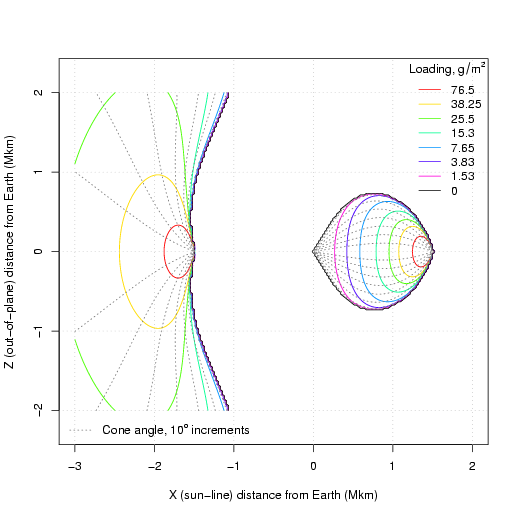 Loading, g/m²
76.5
38.25
25.5
15.3
7.65
3.83
1.53
0
2
1
0
−1
−2
Z (out−of−plane) distance from Earth (Mkm)
Cone angle, 10° increments
−3 −2 −1 0 1 2
X (sun−line) distance from Earth (Mkm)